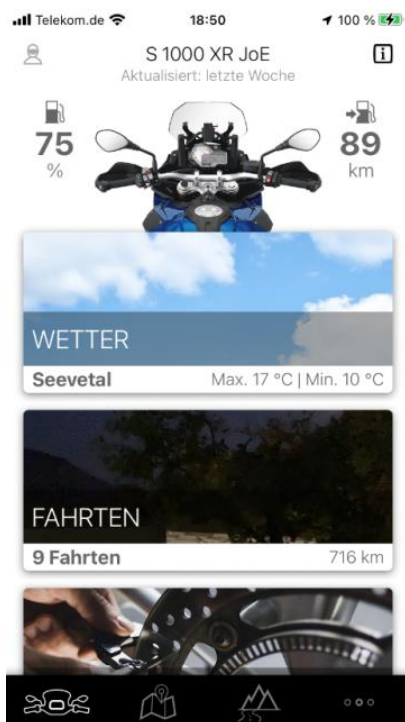 Telekom.de 18:50 100 %
S 1000 XR JoE
Aktualisiert: letzte Woche
75 89
% km
WETTER
Seevetal Max. 17 °C | Min. 10 °C
FAHRTEN
9 Fahrten 716 km